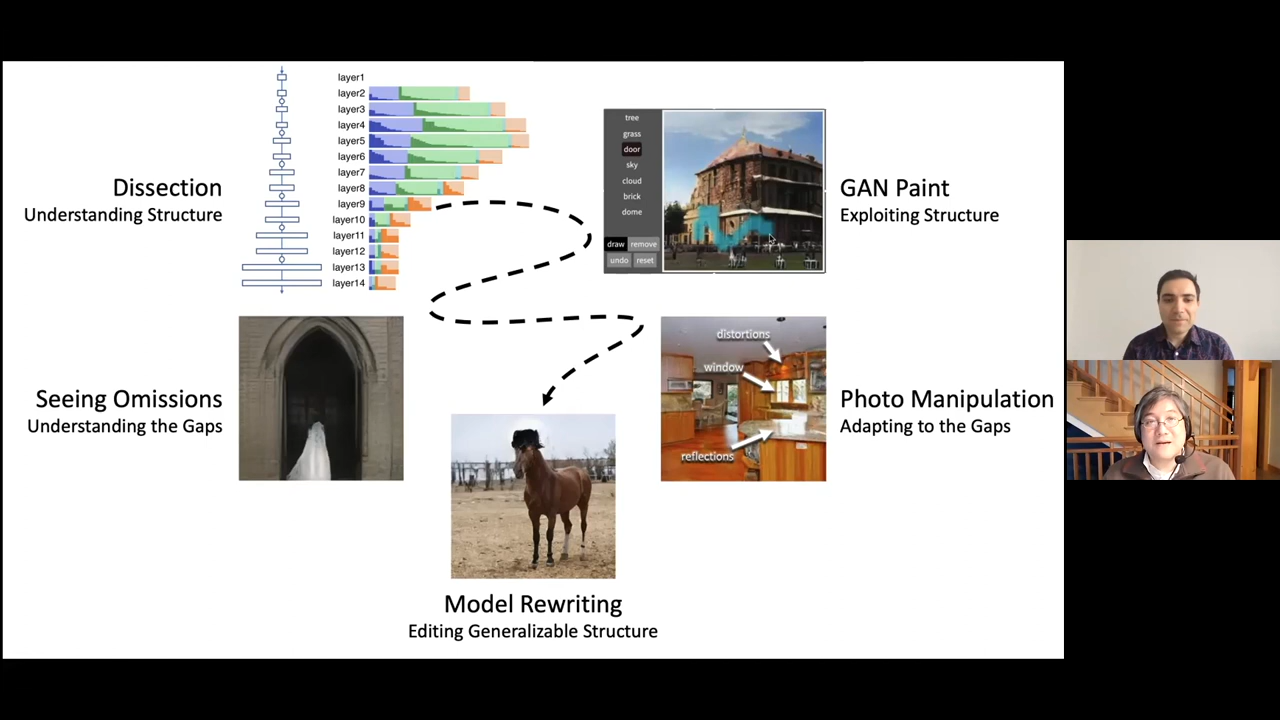 Dissection
Understanding Structure
layer1
layer2
layer3
layer4
layer5
layer6
layer7
layer8
layer9
layer10
layer11
layer12
layer13
layer14
tree
grass
door
sky
cloud
brick
dome
draw remove
undo reset
GAN Paint
Exploiting Structure
Seeing Omissions
Understanding the Gaps
distortions
window
reflections
Photo Manipulation
Adapting to the Gaps
Model Rewriting
Editing Generalizable Structure